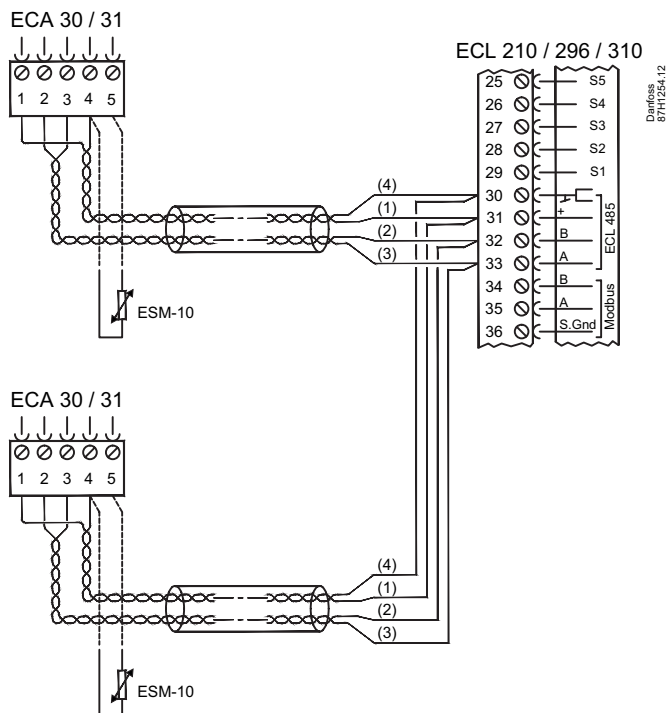 ECA 30 / 31
1 2 3 4 5
ESM-10
(4)
(1)
(2)
(3)
ECL 210 / 296 / 310
25 S5
26 S4
27 S3
28 S2
29 S1
30
31 +
32 B
33 A
34 B
35 A
36 S.Gnd
ECL 485
Modbus
Danfoss
87H1254.12
ECA 30 / 31
1 2 3 4 5
ESM-10
(4)
(1)
(2)
(3)